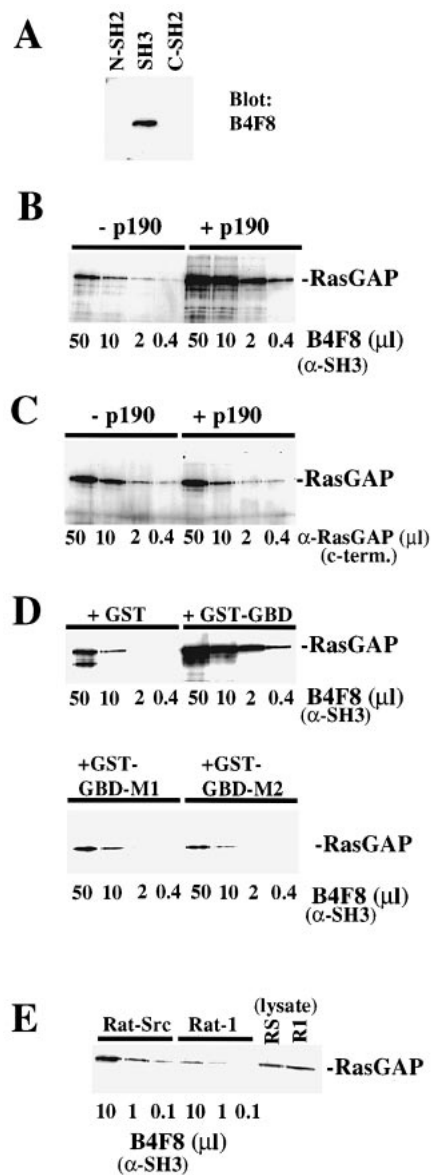 A
N-SH2
SH3
C-SH2
Blot:
B4F8
B
- p190 + p190
-RasGAP
50 10 2 0.4 50 10 2 0.4 B4F8 (µl)
(α-SH3)
C
- p190 + p190
-RasGAP
50 10 2 0.4 50 10 2 0.4 α-RasGAP (µl)
(c-term.)
D
+ GST + GST-GBD
-RasGAP
50 10 2 0.4 50 10 2 0.4 B4F8 (µl)
(α-SH3)
+GST- +GST-
GBD-M1 GBD-M2
-RasGAP
50 10 2 0.4 50 10 2 0.4 B4F8 (µl)
(α-SH3)
E
(lysate)
Rat-Src Rat-1 RS R1
-RasGAP
10 1 0.1 10 1 0.1
B4F8 (µl)
(α-SH3)